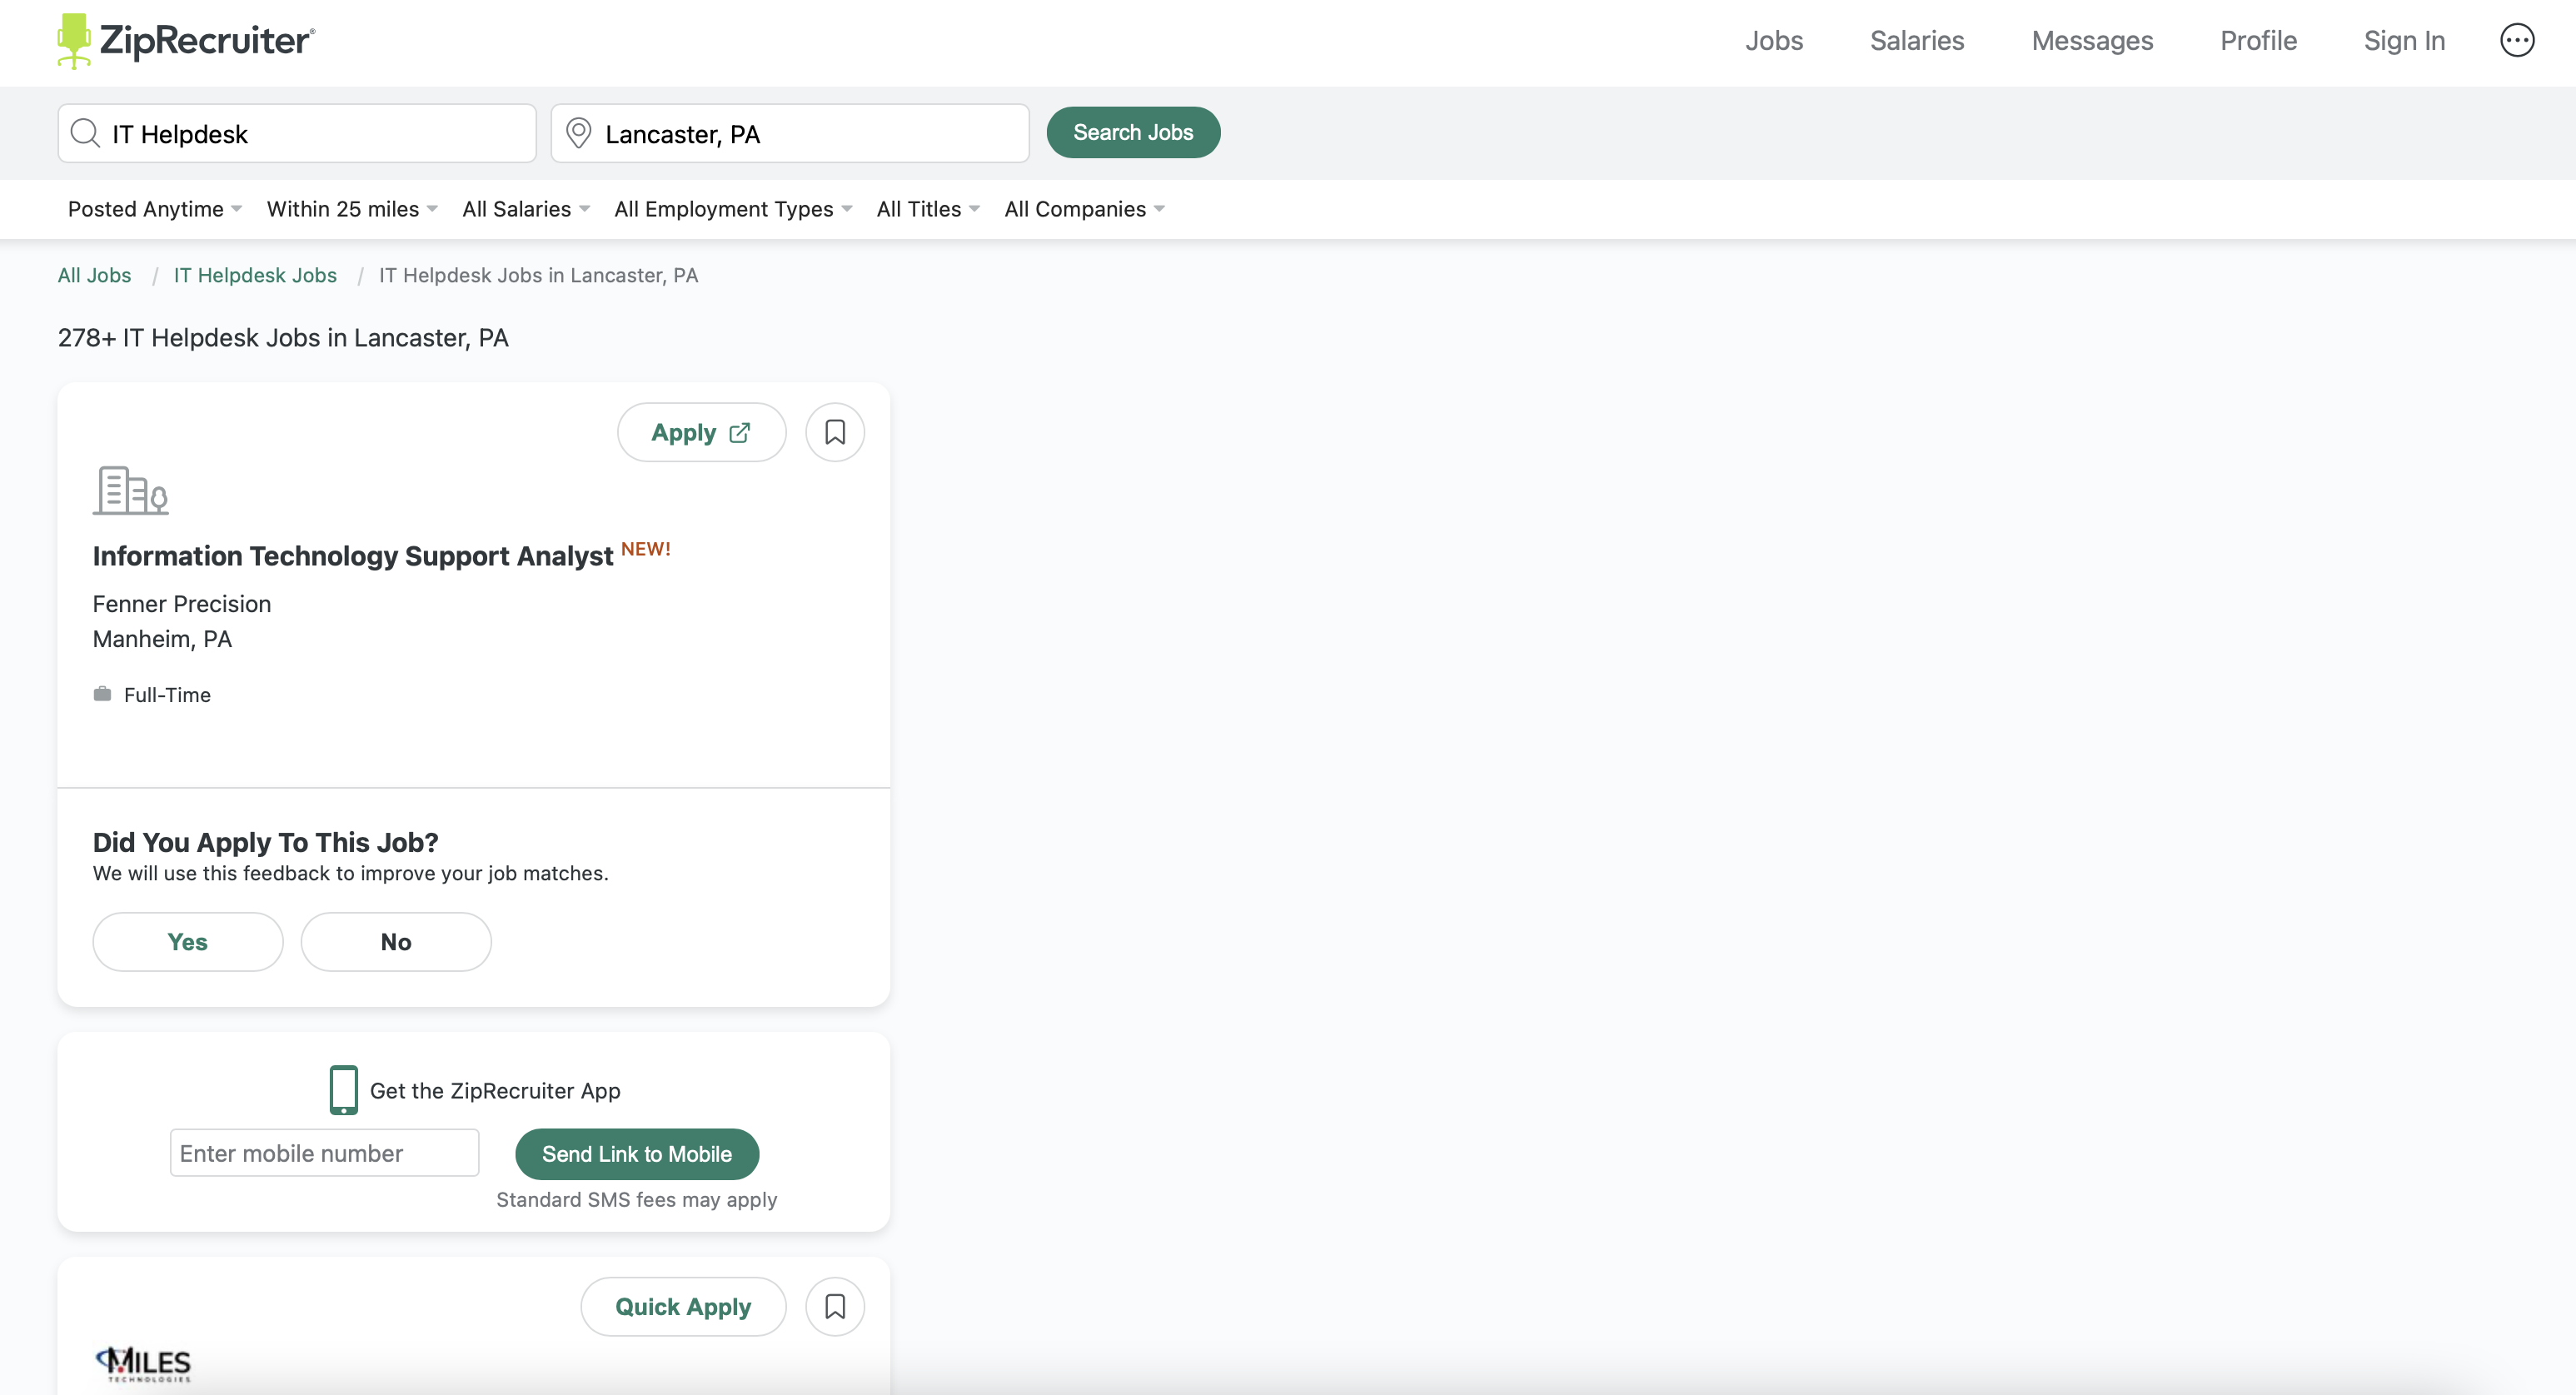 ZipRecruiter®
Jobs Salaries Messages Profile Sign In
IT Helpdesk Lancaster, PA Search Jobs
Posted Anytime Within 25 miles All Salaries All Employment Types All Titles All Companies
All Jobs / IT Helpdesk Jobs / IT Helpdesk Jobs in Lancaster, PA
278+ IT Helpdesk Jobs in Lancaster, PA
Apply
Information Technology Support Analyst NEW!
Fenner Precision
Manheim, PA
Full-Time
Did You Apply To This Job?
We will use this feedback to improve your job matches.
Yes No
Get the ZipRecruiter App
Enter mobile number Send Link to Mobile
Standard SMS fees may apply
Quick Apply
MILES
TECHNOLOGIES